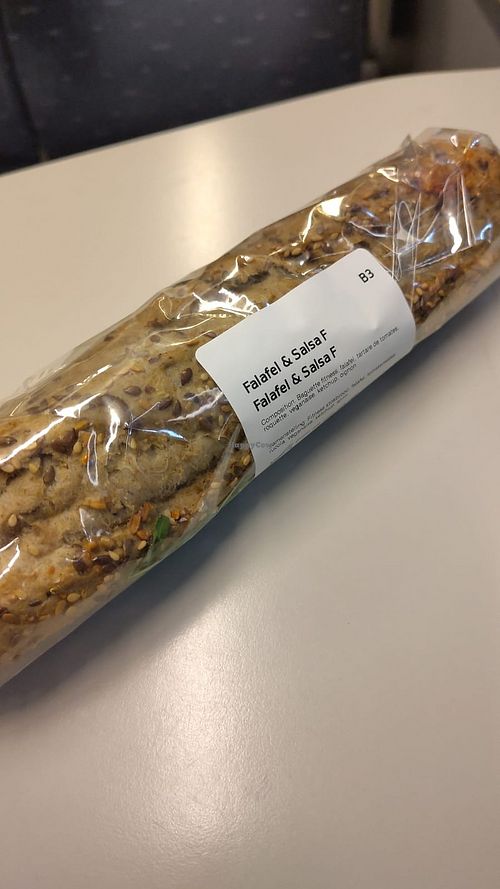 B3
Falafel & Salsa F
Falafel & Salsa F
Composition: Baguette fitness, falafel, tartare de tomates,
roquette, veganaise, ketchup, oignon